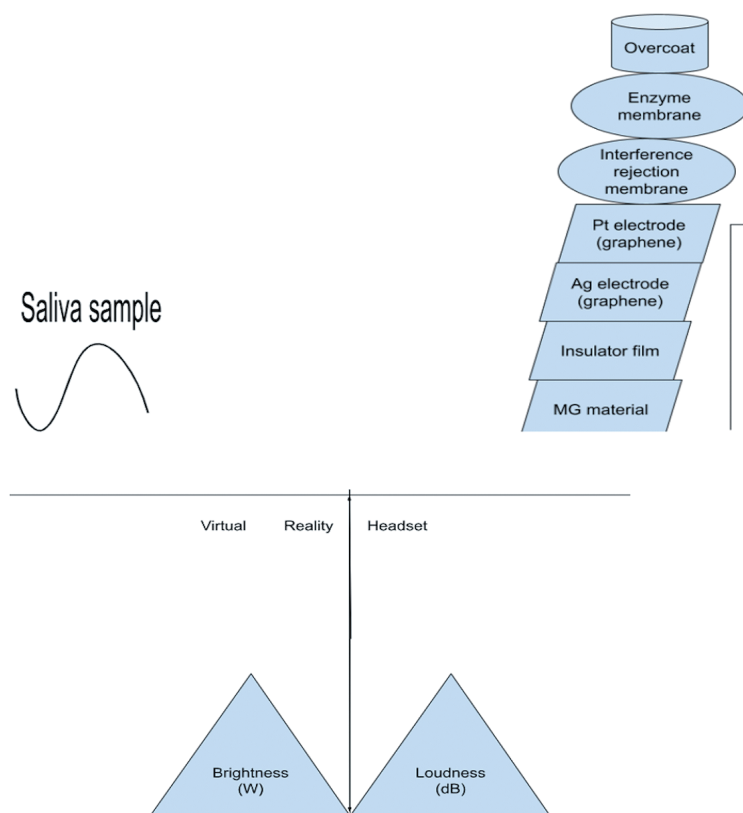 Overcoat
Enzyme
membrane
Interference
rejection
membrane
Pt electrode
(graphene)
Ag electrode
(graphene)
Insulator film
MG material
Saliva sample
Virtual Reality Headset
Brightness
(W)
Loudness
(dB)